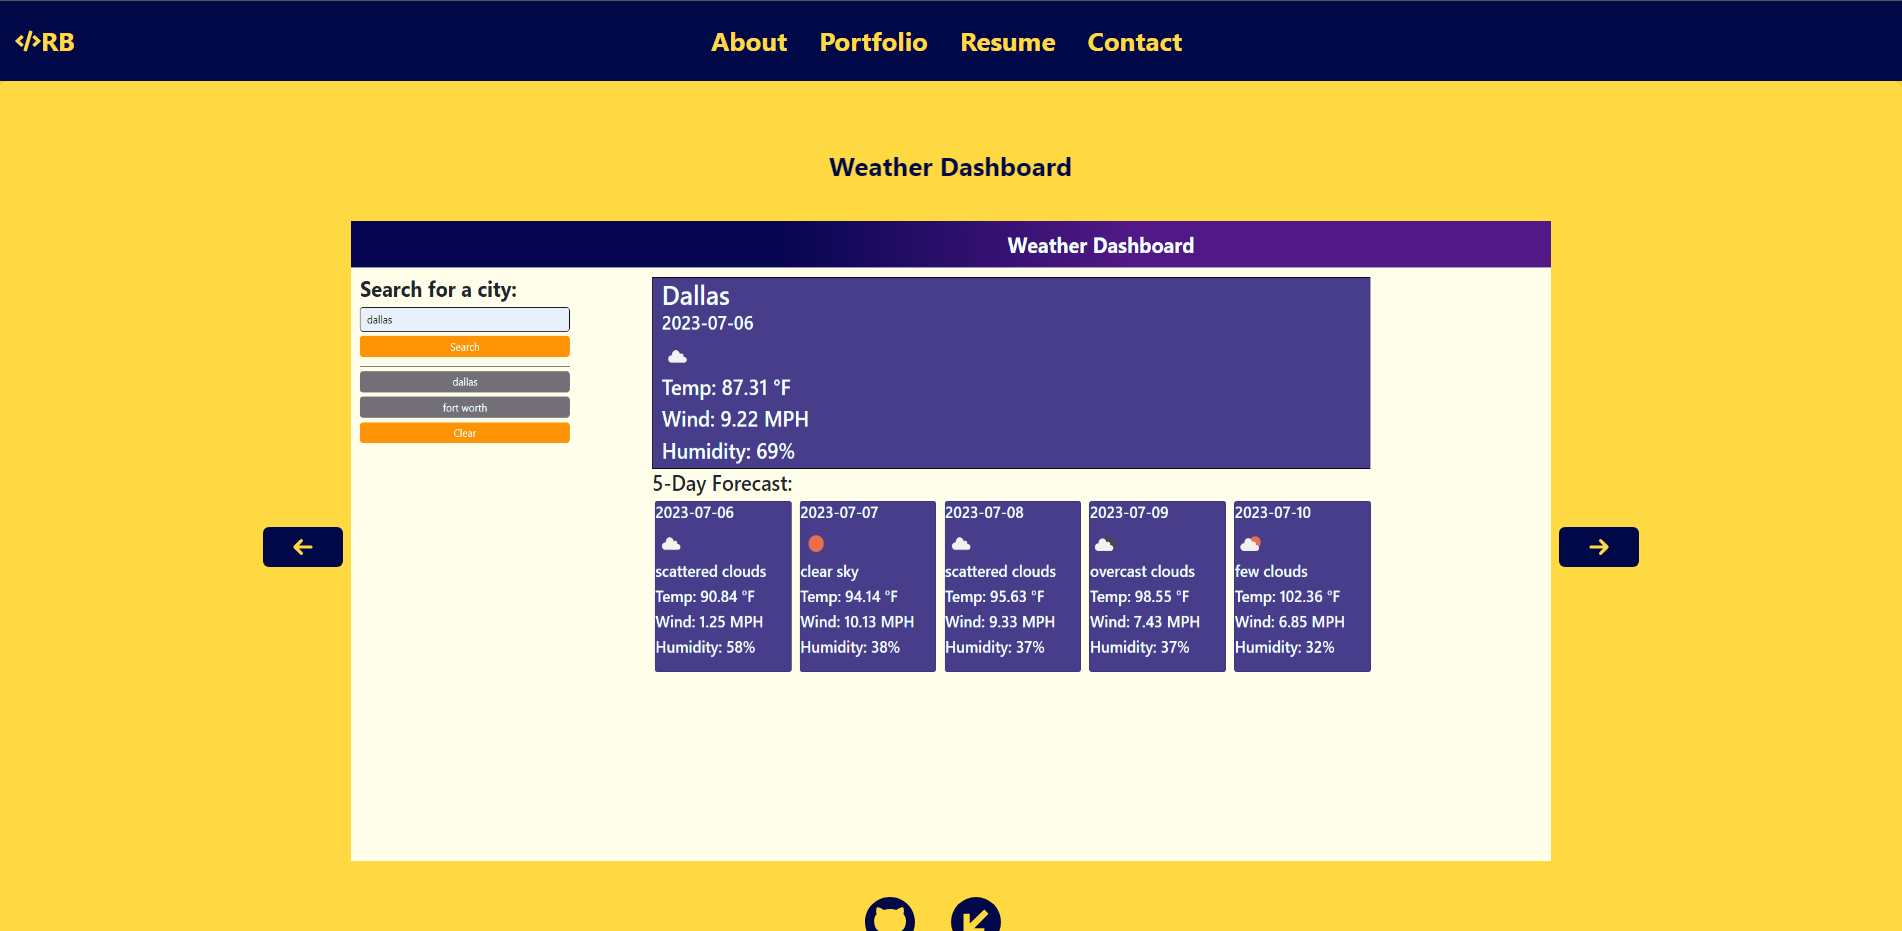 </>RB
About Portfolio Resume Contact
Weather Dashboard
Weather Dashboard
Search for a city:
dallas
Search
dallas
fort worth
Clear
Dallas
2023-07-06
Temp: 87.31 °F
Wind: 9.22 MPH
Humidity: 69%
5-Day Forecast:
2023-07-06
scattered clouds
Temp: 90.84 °F
Wind: 1.25 MPH
Humidity: 58%
2023-07-07
clear sky
Temp: 94.14 °F
Wind: 10.13 MPH
Humidity: 38%
2023-07-08
scattered clouds
Temp: 95.63 °F
Wind: 9.33 MPH
Humidity: 37%
2023-07-09
overcast clouds
Temp: 98.55 °F
Wind: 7.43 MPH
Humidity: 37%
2023-07-10
few clouds
Temp: 102.36 °F
Wind: 6.85 MPH
Humidity: 32%